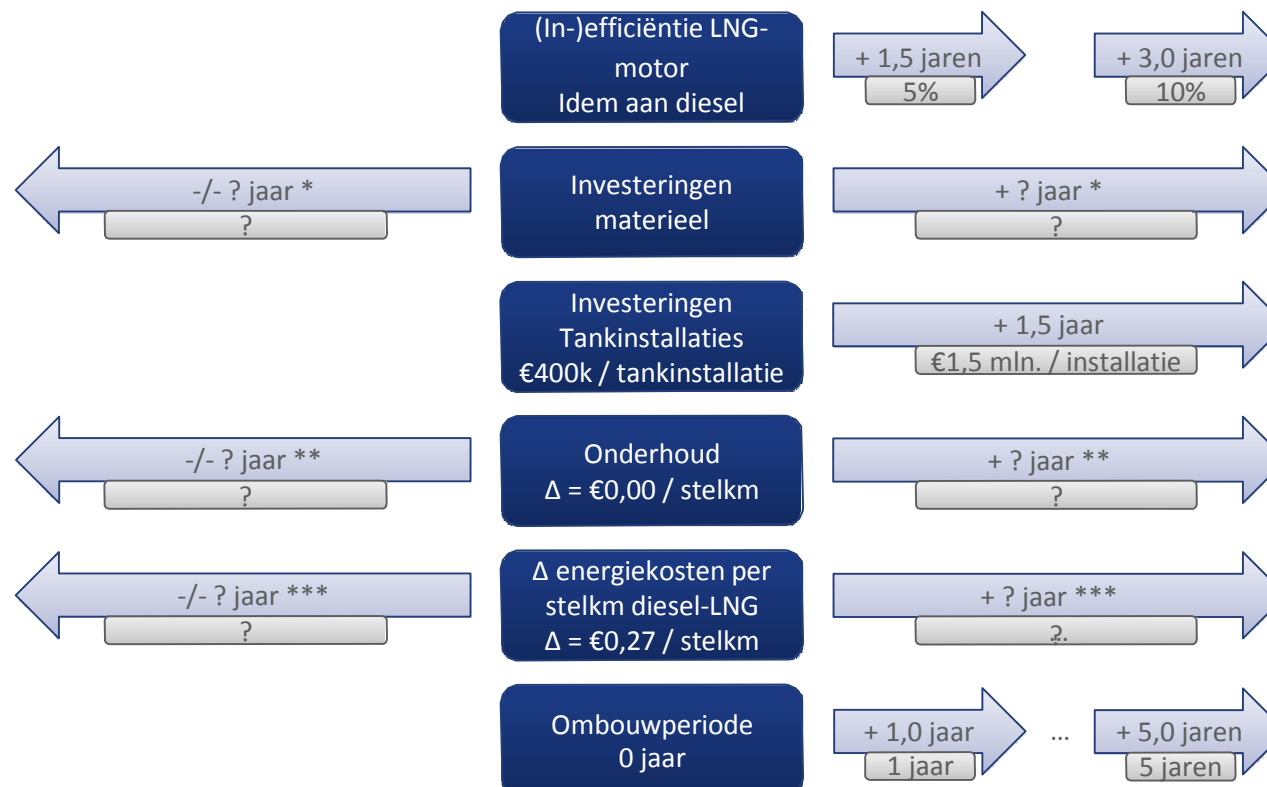 (In-)efficiëntie LNG-
motor
Idem aan diesel
+ 1,5 jaren
5%
+ 3,0 jaren
10%
-/- ? jaar *
?
Investeringen
materieel
+ ? jaar *
?
Investeringen
Tankinstallaties
€400k / tankinstallatie
+ 1,5 jaar
€1,5 mln. / installatie
-/- ? jaar **
?
Onderhoud
Δ = €0,00 / stelkm
+ ? jaar **
?
-/- ? jaar ***
?
Δ energiekosten per
stelkm diesel-LNG
Δ = €0,27 / stelkm
+ ? jaar ***
Ombouwperiode
0 jaar
+ 1,0 jaar
1 jaar
...
+ 5,0 jaren
5 jaren